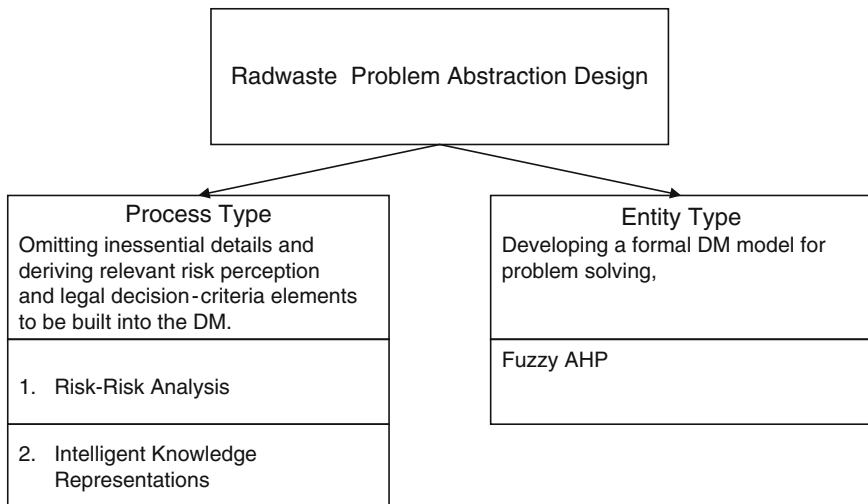 Radwaste Problem Abstraction Design
Process Type
Omitting inessential details and
deriving relevant risk perception
and legal decision-criteria elements
to be built into the DM.
1. Risk-Risk Analysis
2. Intelligent Knowledge
Representations
Entity Type
Developing a formal DM model for
problem solving,
Fuzzy AHP